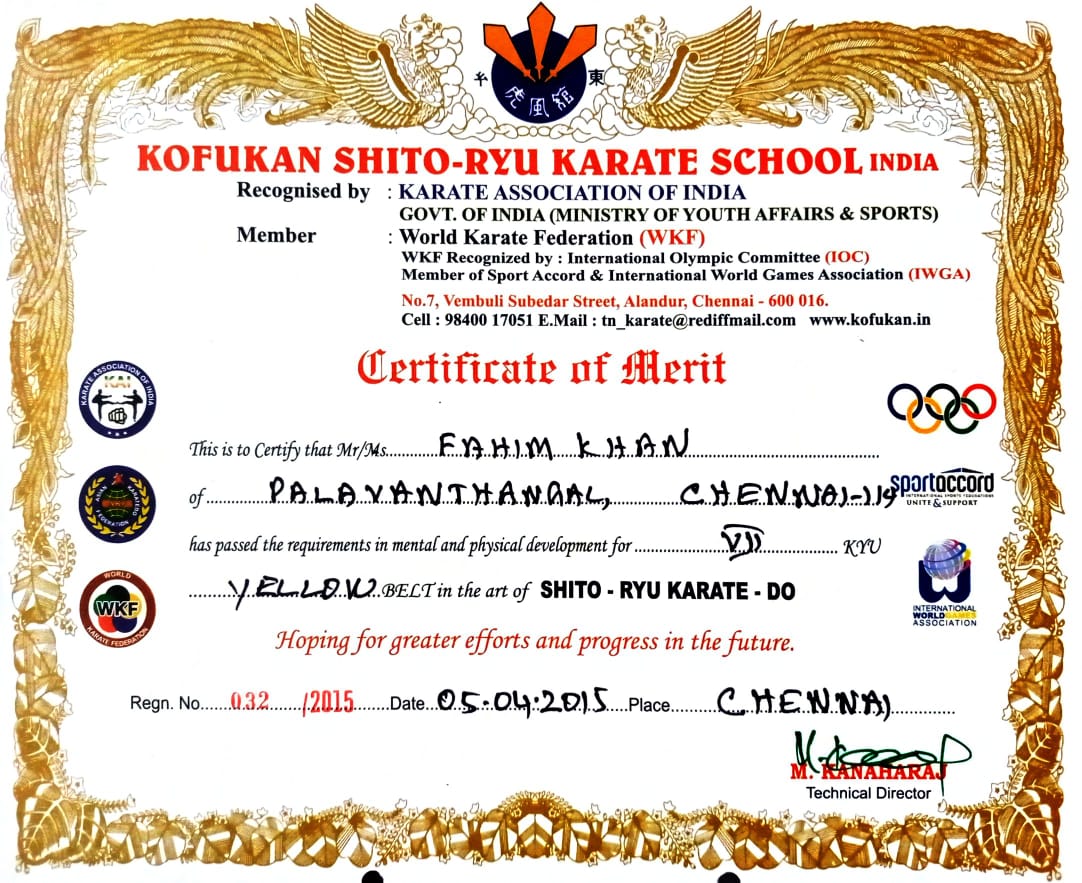 半 東
虎風館
KOFUKAN SHITO-RYU KARATE SCHOOL INDIA
Recognised by : KARATE ASSOCIATION OF INDIA
GOVT. OF INDIA (MINISTRY OF YOUTH AFFAIRS & SPORTS)
Member : World Karate Federation (WKF)
WKF Recognized by : International Olympic Committee (IOC)
Member of Sport Accord & International World Games Association (IWGA)
No.7, Vembuli Subedar Street, Alandur, Chennai - 600 016.
Cell : 98400 17051 E.Mail : tn_karate@rediffmail.com www.kofukan.in
Certificate of Merit
KARATE ASSOCIATION OF INDIA
KAI
This is to Certify that Mr/Ms. FAHIM KHAN
of PALAVANTHANGAL, CHENNAI-114
sportaccord
INTERNATIONAL SPORTS FEDERATIONS
UNITE & SUPPORT
ASIAN KARATEDO FEDERATION
has passed the requirements in mental and physical development for VII KYU
YELLOW BELT in the art of SHITO - RYU KARATE - DO
WORLD KARATE FEDERATION
WKF
INTERNATIONAL
WORLD GAMES
ASSOCIATION
Hoping for greater efforts and progress in the future.
Regn. No. 032 /2015 Date 05.04.2015 Place CHENNAI
M. KANAHARAJ
Technical Director